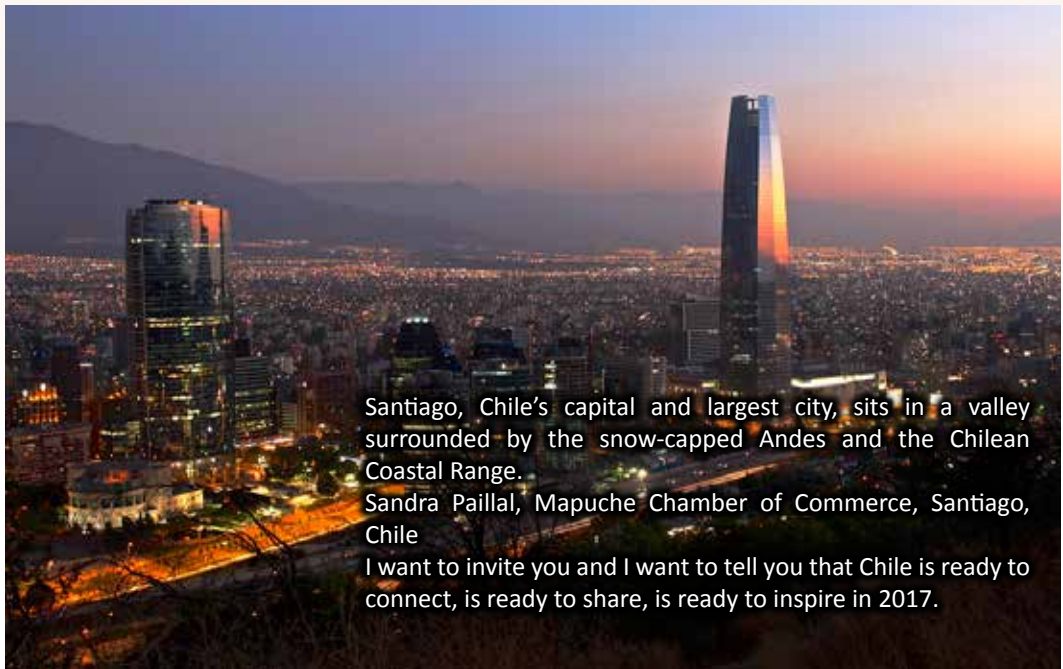 Santiago, Chile’s capital and largest city, sits in a valley
surrounded by the snow-capped Andes and the Chilean
Coastal Range.
Sandra Paillal, Mapuche Chamber of Commerce, Santiago,
Chile
I want to invite you and I want to tell you that Chile is ready to
connect, is ready to share, is ready to inspire in 2017.